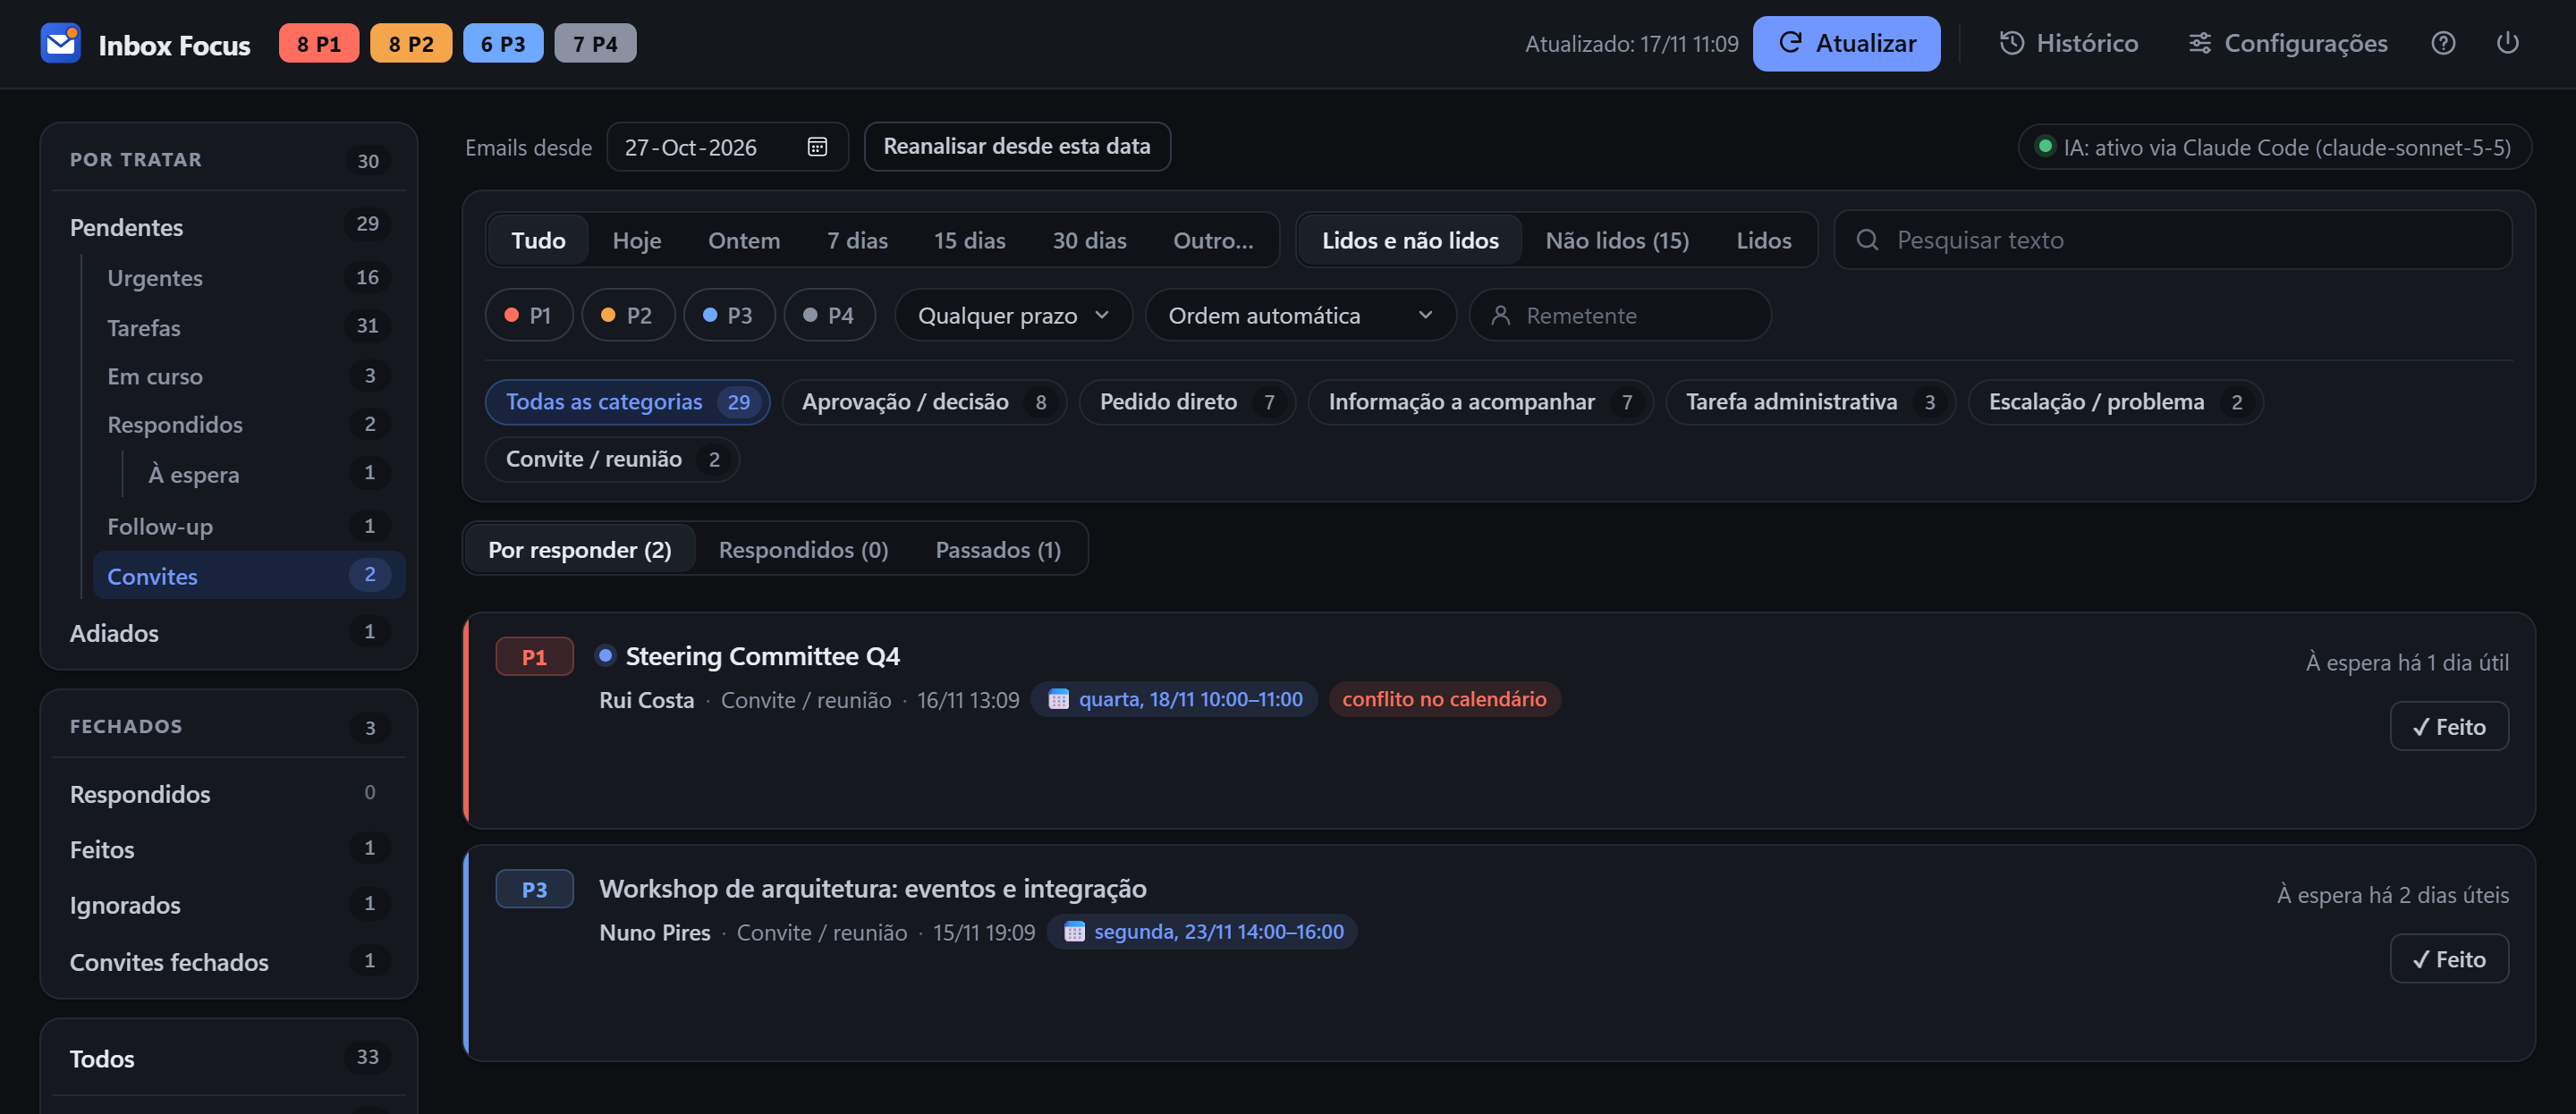 Inbox Focus 8 P1 8 P2 6 P3 7 P4 Atualizado: 17/11 11:09 Atualizar Histórico Configurações
POR TRATAR 30
Pendentes 29
Urgentes 16
Tarefas 31
Em curso 3
Respondidos 2
À espera 1
Follow-up 1
Convites 2
Adiados 1
FECHADOS 3
Respondidos 0
Feitos 1
Ignorados 1
Convites fechados 1
Todos 33
Emails desde 27-Oct-2026 Reanalisar desde esta data IA: ativo via Claude Code (claude-sonnet-5-5)
Tudo Hoje Ontem 7 dias 15 dias 30 dias Outro... Lidos e não lidos Não lidos (15) Lidos Pesquisar texto
P1 P2 P3 P4 Qualquer prazo Ordem automática Remetente
Todas as categorias 29 Aprovação / decisão 8 Pedido direto 7 Informação a acompanhar 7 Tarefa administrativa 3 Escalação / problema 2
Convite / reunião 2
Por responder (2) Respondidos (0) Passados (1)
P1 Steering Committee Q4 À espera há 1 dia útil
Rui Costa · Convite / reunião · 16/11 13:09 quarta, 18/11 10:00–11:00 conflito no calendário
✓ Feito
P3 Workshop de arquitetura: eventos e integração À espera há 2 dias úteis
Nuno Pires · Convite / reunião · 15/11 19:09 segunda, 23/11 14:00–16:00
✓ Feito